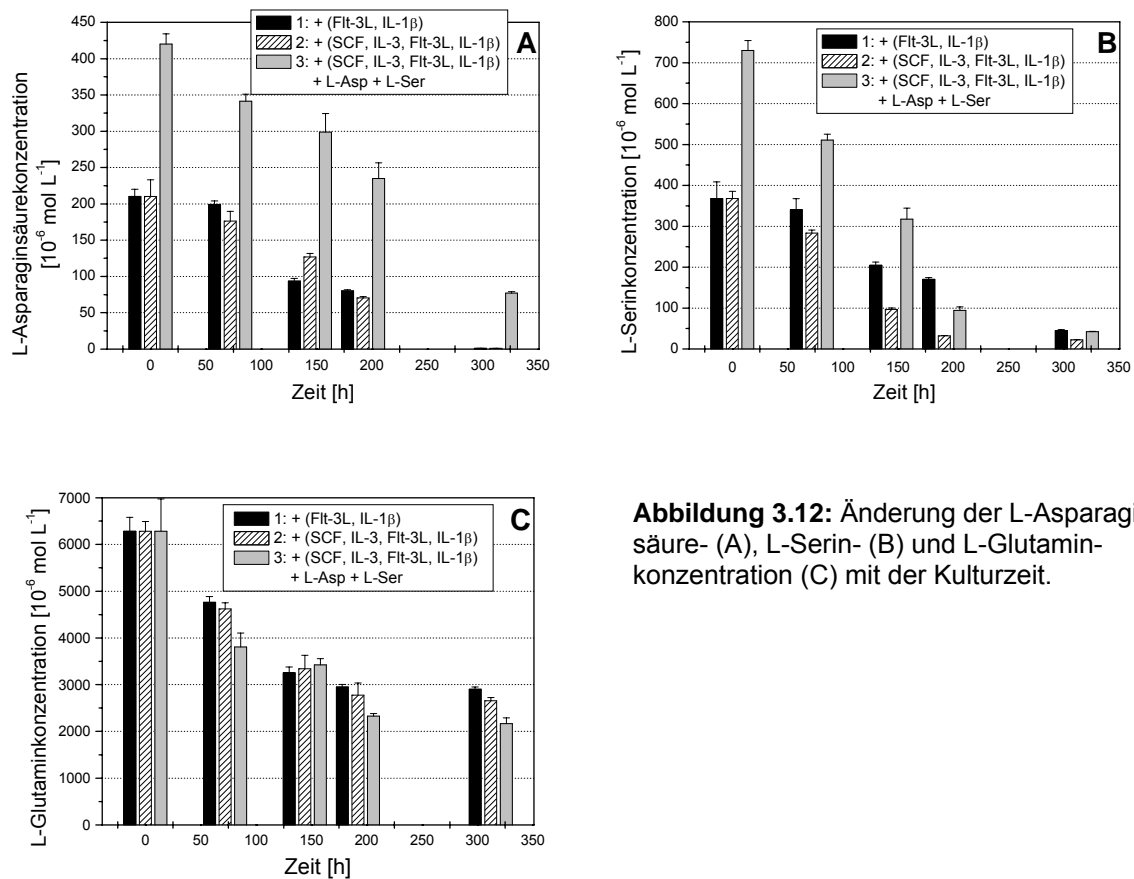 L-Asparaginsäurekonzentration
[10⁻⁶ mol L⁻¹]
450
400
350
300
250
200
150
100
50
0
1: + (Flt-3L, IL-1β)
2: + (SCF, IL-3, Flt-3L, IL-1β)
3: + (SCF, IL-3, Flt-3L, IL-1β)
+ L-Asp + L-Ser
A
0 50 100 150 200 250 300 350
Zeit [h]
L-Serinkonzentration [10⁻⁶ mol L⁻¹]
800
700
600
500
400
300
200
100
0
1: + (Flt-3L, IL-1β)
2: + (SCF, IL-3, Flt-3L, IL-1β)
3: + (SCF, IL-3, Flt-3L, IL-1β)
+ L-Asp + L-Ser
B
0 50 100 150 200 250 300 350
Zeit [h]
L-Glutaminkonzentration [10⁻⁶ mol L⁻¹]
7000
6000
5000
4000
3000
2000
1000
0
1: + (Flt-3L, IL-1β)
2: + (SCF, IL-3, Flt-3L, IL-1β)
3: + (SCF, IL-3, Flt-3L, IL-1β)
+ L-Asp + L-Ser
C
0 50 100 150 200 250 300 350
Zeit [h]
Abbildung 3.12: Änderung der L-Asparagi
säure- (A), L-Serin- (B) und L-Glutamin-
konzentration (C) mit der Kulturzeit.